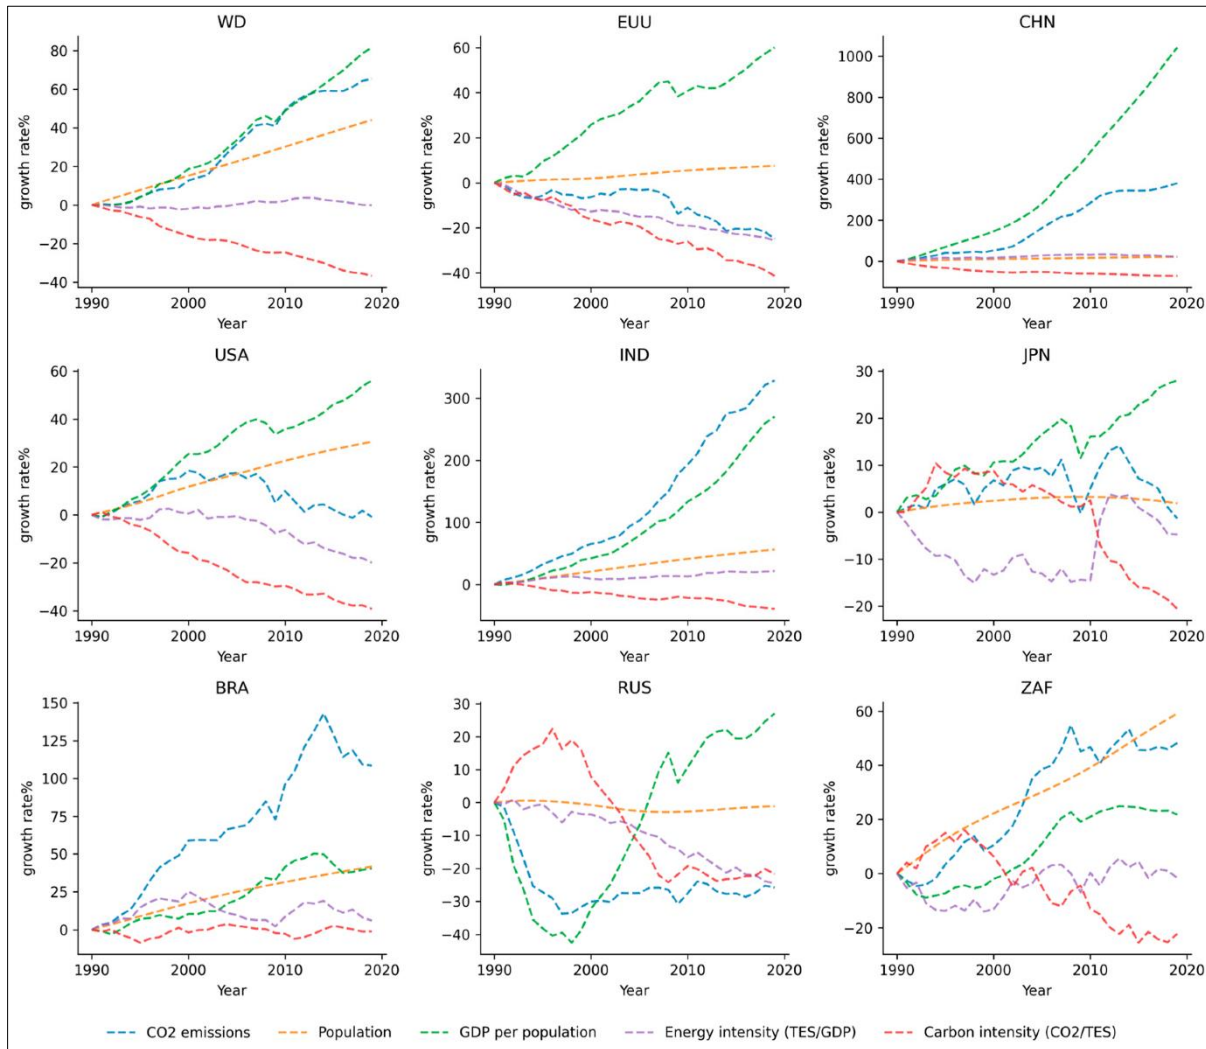 WD
EUU
CHN
growth rate%
80
60
40
20
0
−20
−40
1990
2000
2010
2020
Year
growth rate%
60
40
20
0
−20
−40
1990
2000
2010
2020
Year
growth rate%
1000
800
600
400
200
0
1990
2000
2010
2020
Year
USA
IND
JPN
growth rate%
60
40
20
0
−20
−40
1990
2000
2010
2020
Year
growth rate%
300
200
100
0
1990
2000
2010
2020
Year
growth rate%
30
20
10
0
−10
−20
1990
2000
2010
2020
Year
BRA
RUS
ZAF
growth rate%
150
125
100
75
50
25
0
1990
2000
2010
2020
Year
growth rate%
30
20
10
0
−10
−20
−30
−40
1990
2000
2010
2020
Year
growth rate%
60
40
20
0
−20
1990
2000
2010
2020
Year
CO2 emissions
Population
GDP per population
Energy intensity (TES/GDP)
Carbon intensity (CO2/TES)